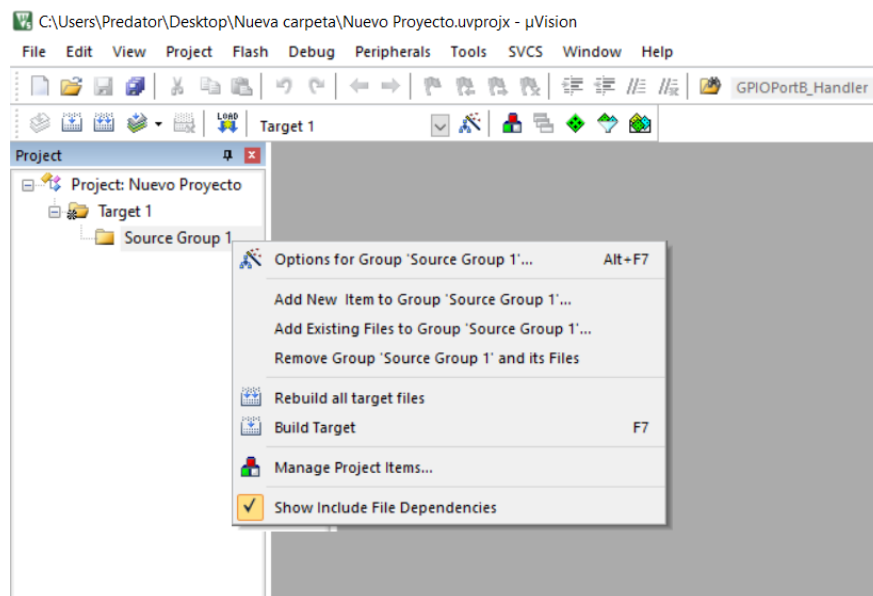 C:\Users\Predator\Desktop\Nueva carpeta\Nuevo Proyecto.uvprojx - µVision
File Edit View Project Flash Debug Peripherals Tools SVCS Window Help
GPIOPortB_Handler
LOAD Target 1
Project
Project: Nuevo Proyecto
Target 1
Source Group 1
Options for Group 'Source Group 1'... Alt+F7
Add New Item to Group 'Source Group 1'...
Add Existing Files to Group 'Source Group 1'...
Remove Group 'Source Group 1' and its Files
Rebuild all target files
Build Target F7
Manage Project Items...
Show Include File Dependencies